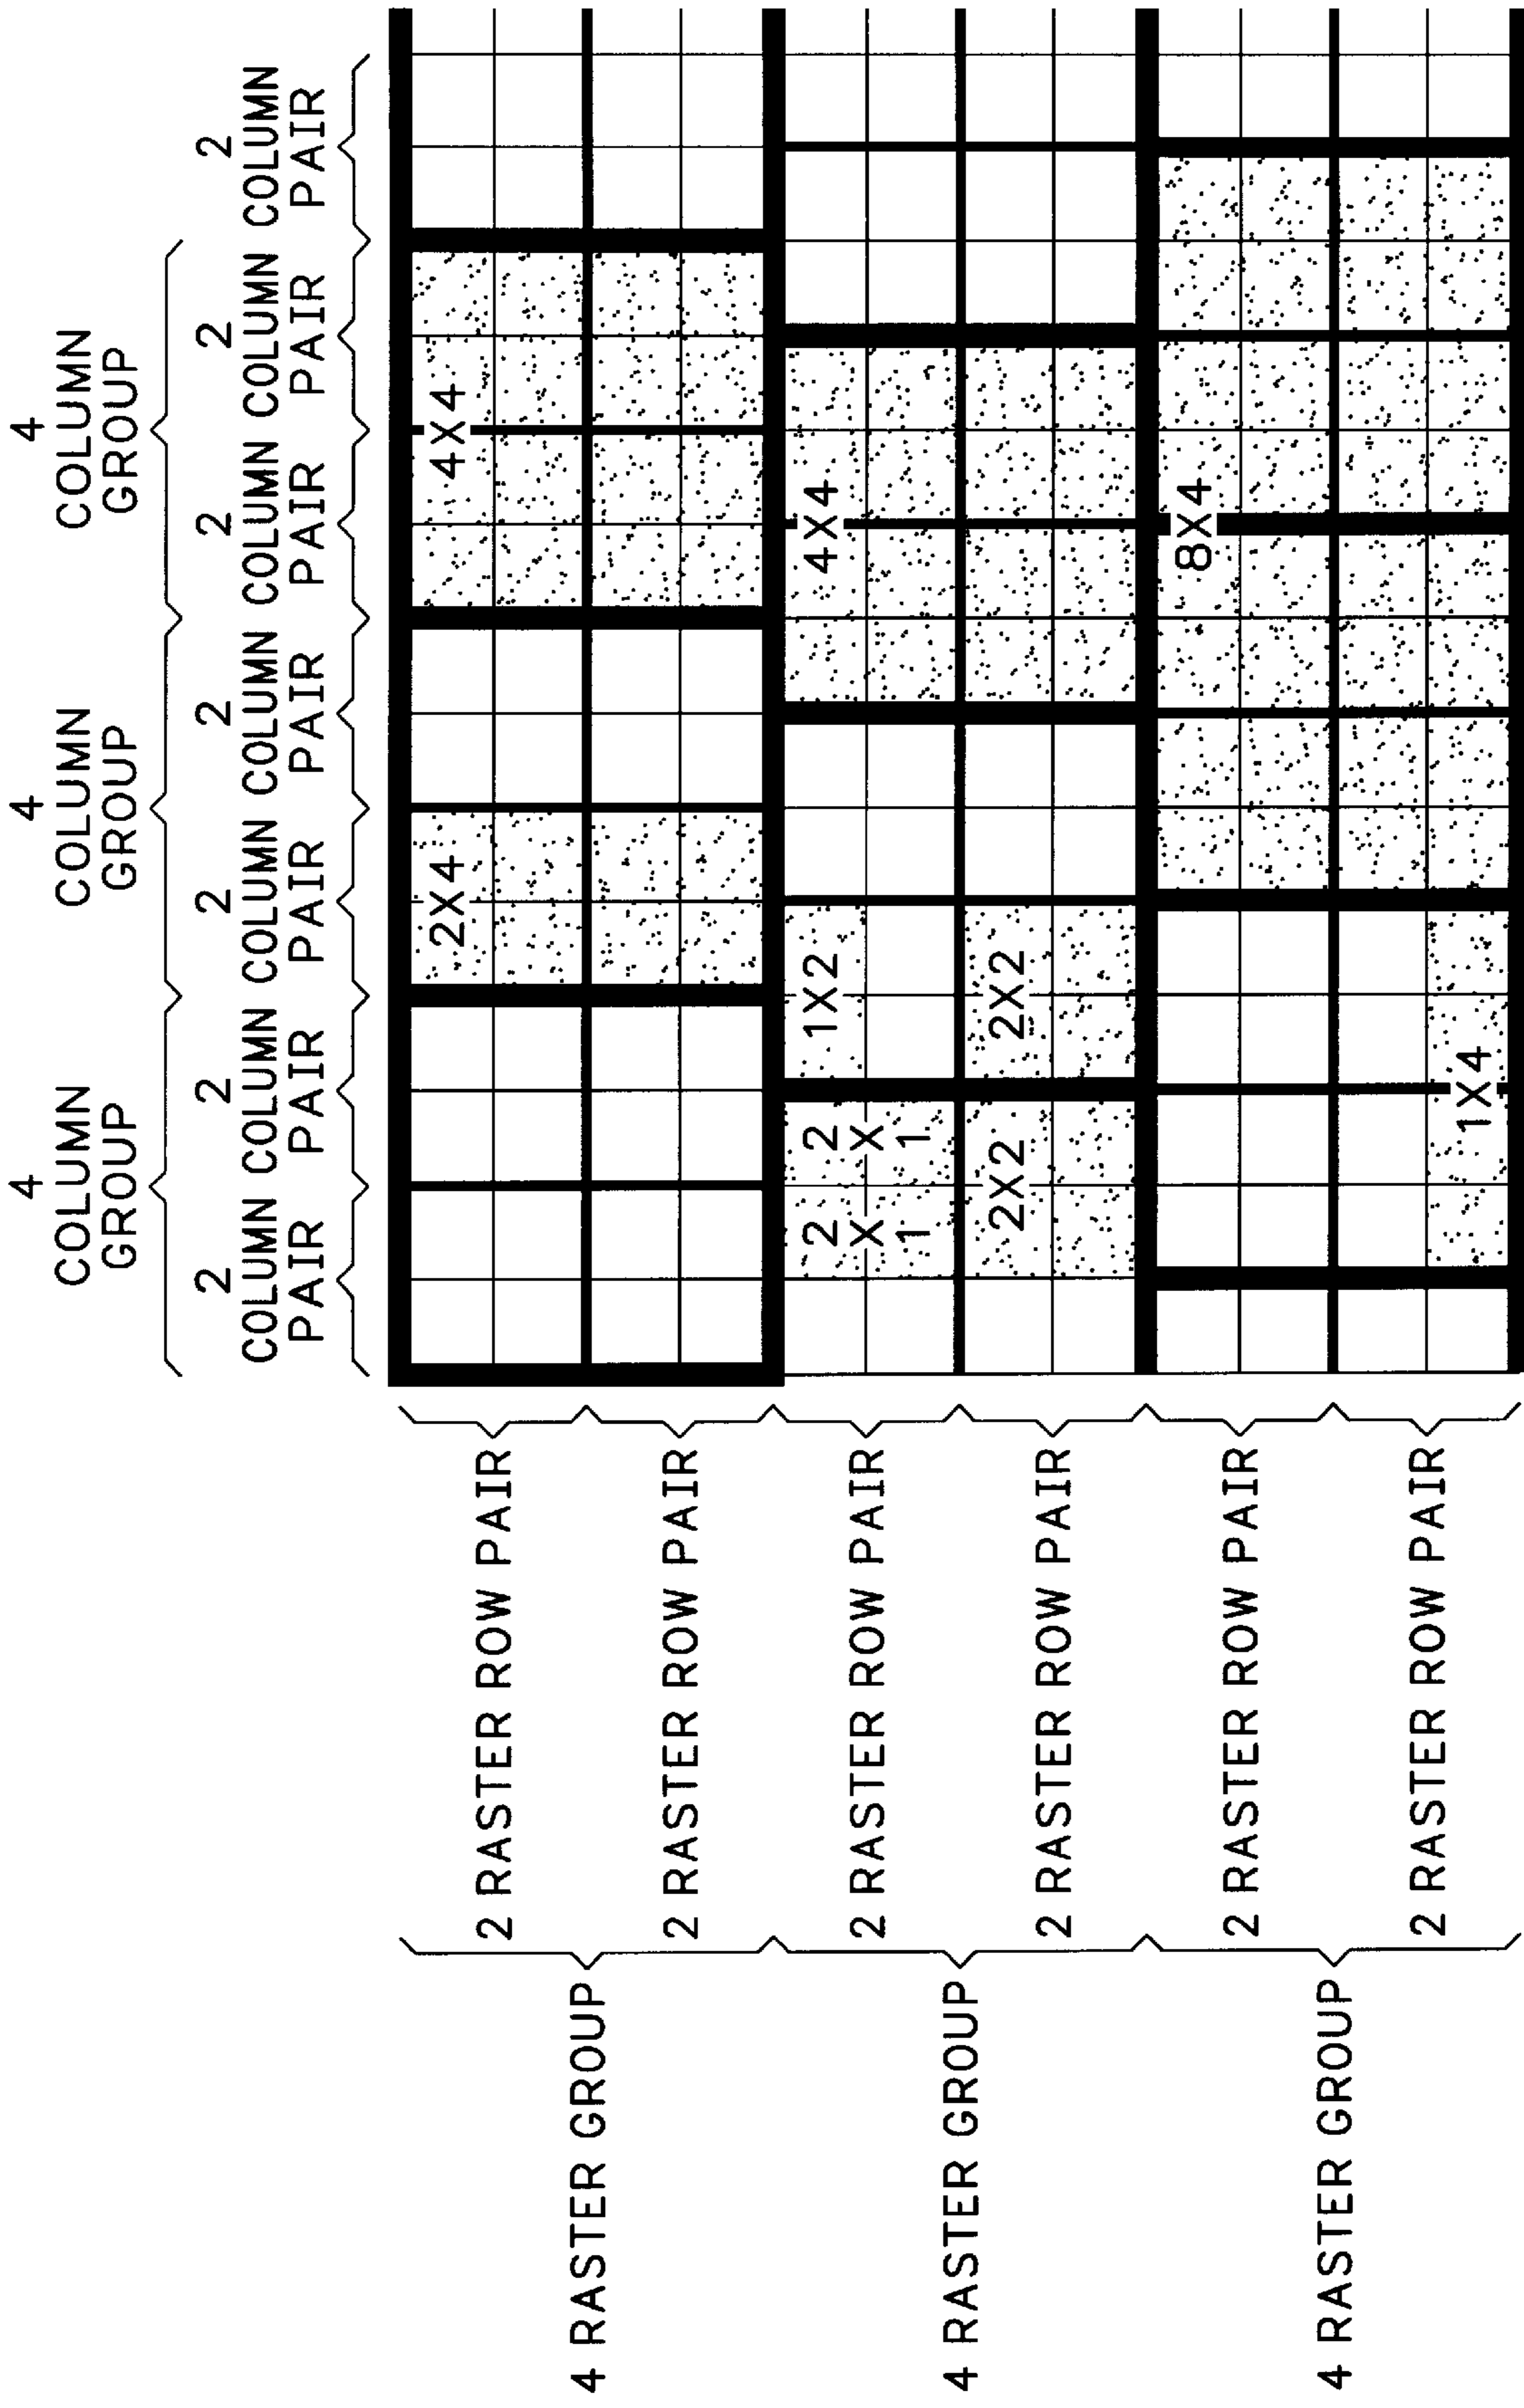 4 4 4
COLUMN COLUMN COLUMN
GROUP GROUP GROUP
2 2 2 2 2 2 2
COLUMN COLUMN COLUMN COLUMN COLUMN COLUMN COLUMN
PAIR PAIR PAIR PAIR PAIR PAIR PAIR
2X4 4X4
2 RASTER ROW PAIR
4 RASTER GROUP
2 RASTER ROW PAIR
2 2 1X2 4X4
2 RASTER ROW PAIR X X
1 1
4 RASTER GROUP
2X2 2X2
2 RASTER ROW PAIR
8X4
2 RASTER ROW PAIR
4 RASTER GROUP
2 RASTER ROW PAIR
1X4